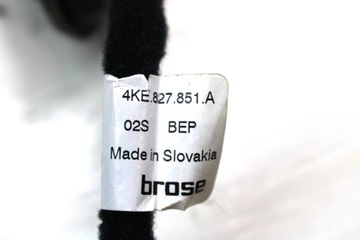 4KE.827.851.A
02S BEP
Made in Slovakia
brose